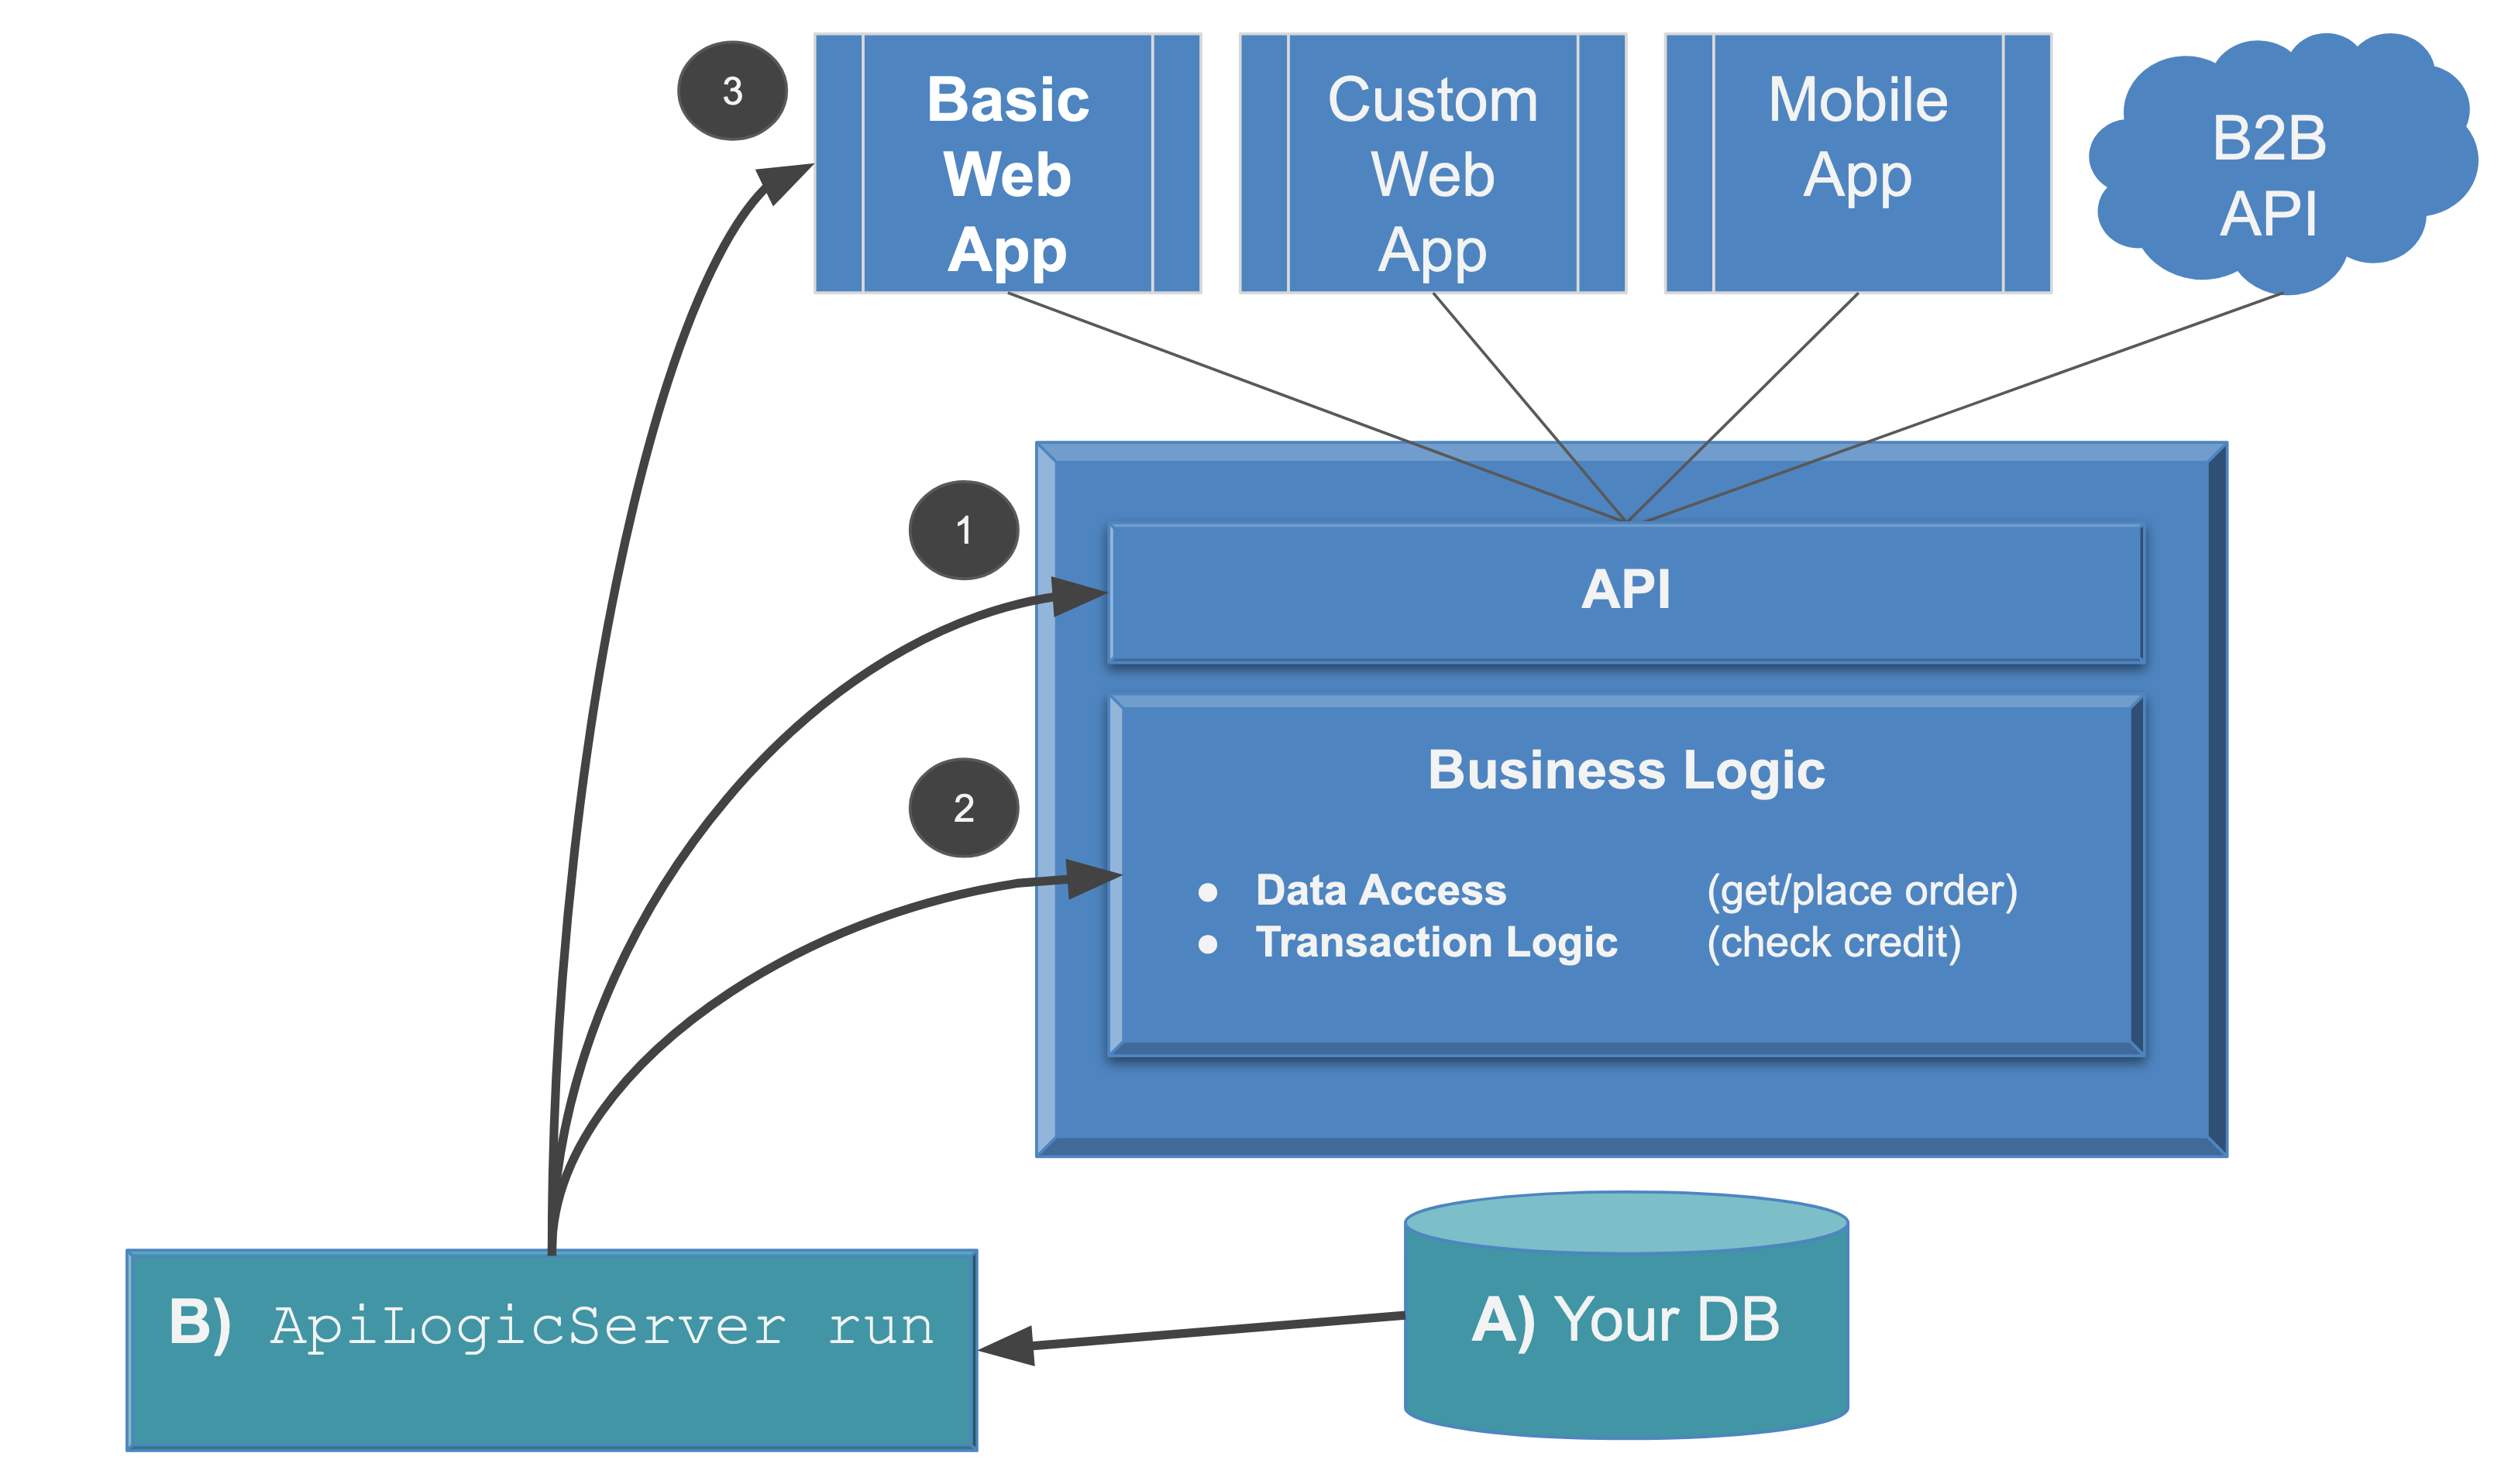 3
Basic
Web
App
Custom
Web
App
Mobile
App
B2B
API
1
API
2
Business Logic
● Data Access (get/place order)
● Transaction Logic (check credit)
B) ApiLogicServer run
A) Your DB